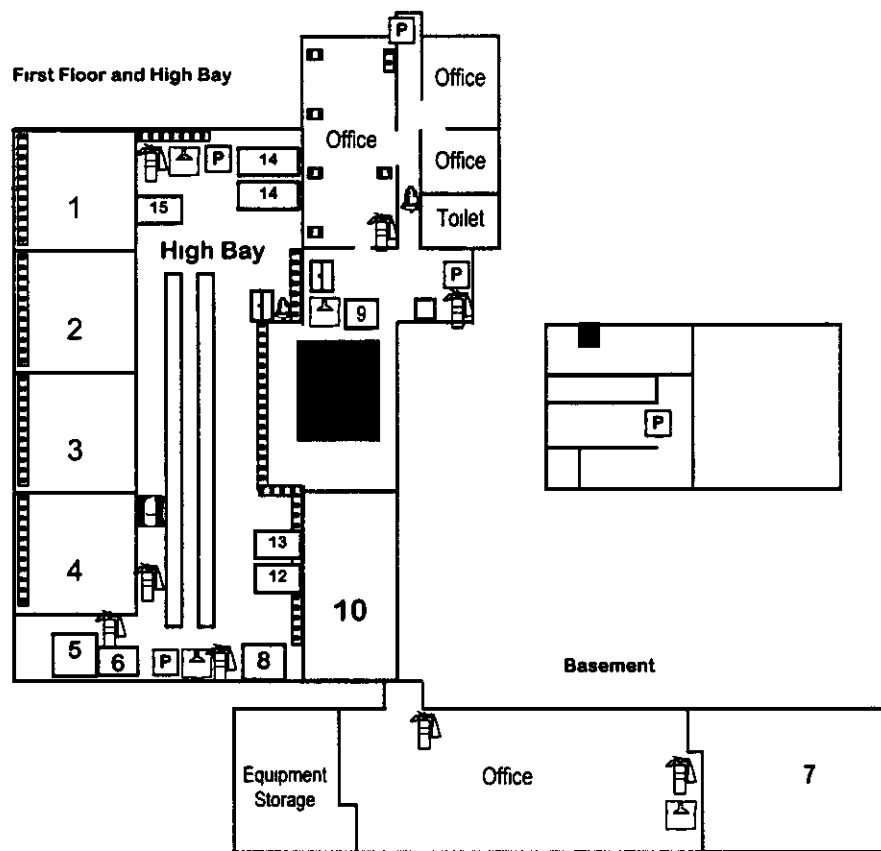 P
First Floor and High Bay
Office
Office
P
14
Office
1
14
15
Toilet
High Bay
P
9
2
3
P
4
13
12
10
5
6
P
8
Basement
Equipment
Storage
Office
7